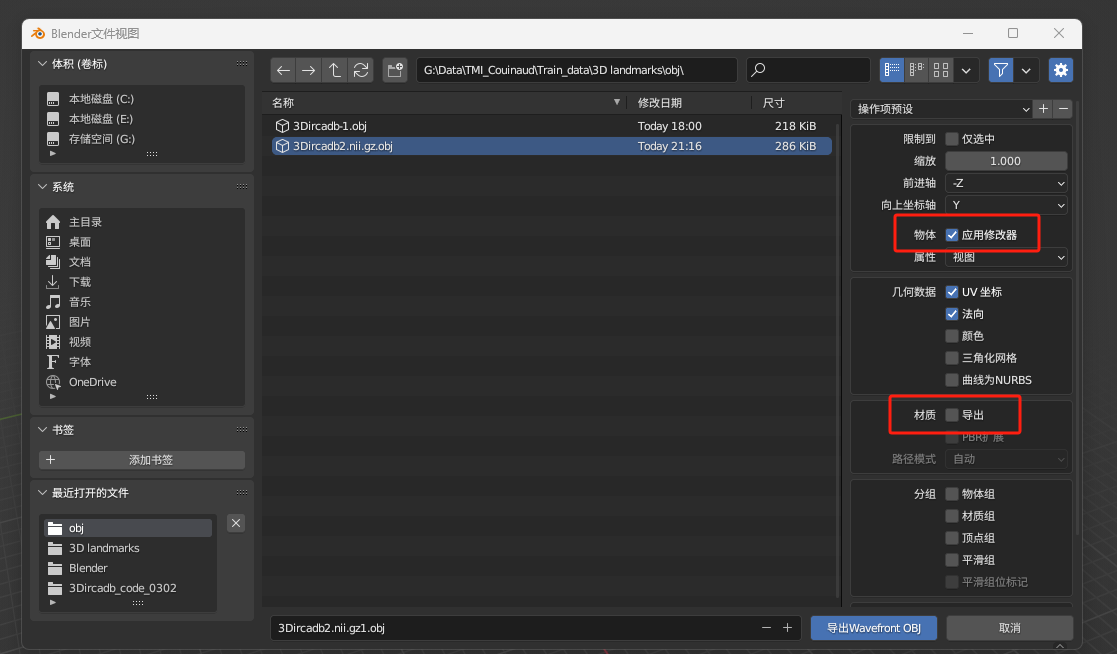 Blender文件视图
体积 (卷标)
本地磁盘 (C:)
本地磁盘 (E:)
存储空间 (G:)
系统
主目录
桌面
文档
下载
音乐
图片
视频
字体
OneDrive
书签
添加书签
最近打开的文件
obj
3D landmarks
Blender
3Dircadb_code_0302
G:\Data\TMI_Couinaud\Train_data\3D landmarks\obj\
名称 修改日期 尺寸
3Dircadb-1.obj Today 18:00 218 KiB
3Dircadb2.nii.gz.obj Today 21:16 286 KiB
操作项预设
限制到 仅选中
缩放 1.000
前进轴 -Z
向上坐标轴 Y
物体 应用修改器
属性 视图
几何数据 UV 坐标
法向
颜色
三角化网格
曲线为NURBS
材质 导出
PBR扩展
路径模式 自动
分组 物体组
材质组
顶点组
平滑组
平滑组位标记
3Dircadb2.nii.gz1.obj
导出Wavefront OBJ 取消